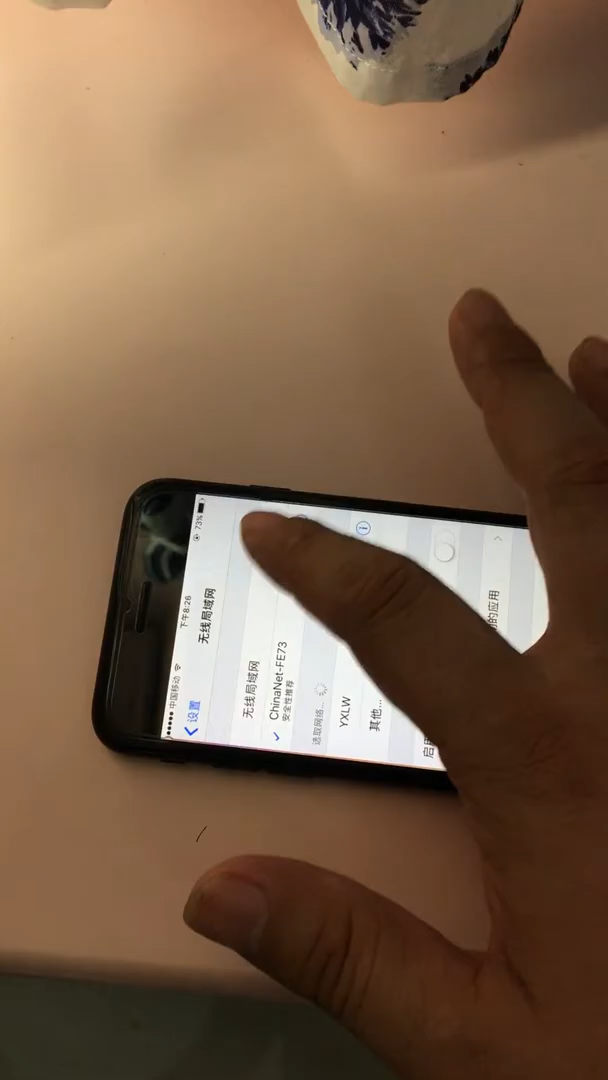 ●●●●● 中国移动 下午8:26 73%
设置 无线局域网
无线局域网
✓ ChinaNet-FE73
安全性推荐
选取网络...
YXLW
其他...
的应用